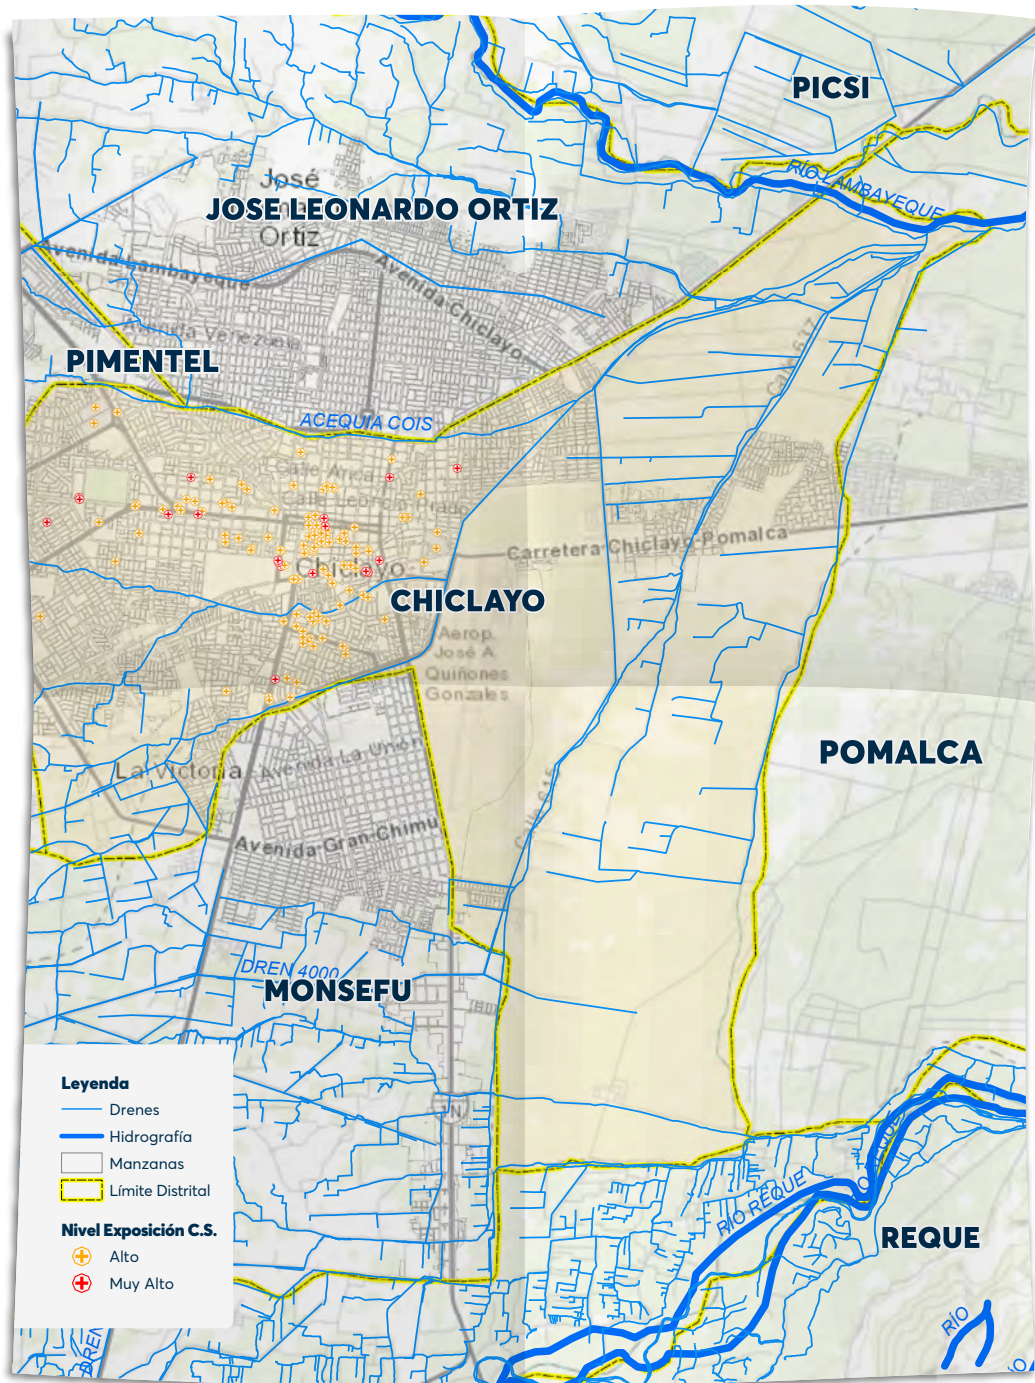 PICSI
RÍO LAMBAYEQUE
José
JOSE LEONARDO ORTIZ
Ortiz
Avenida Lambayeque
Avenida Chiclayo
Avenida Venezuela
PIMENTEL
ACEQUIA COIS
Calle Arica
Carretera Chiclayo-Pomalca
Chiclayo
CHICLAYO
Aerop.
José A.
Quiñones
Gonzales
POMALCA
La Victoria
Avenida La Unión
Avenida Gran Chimu
DREN 4000
MONSEFU
N
RÍO REQUE
REQUE
RÍO
DREN
Leyenda
Drenes
Hidrografía
Manzanas
Límite Distrital
Nivel Exposición C.S.
Alto
Muy Alto